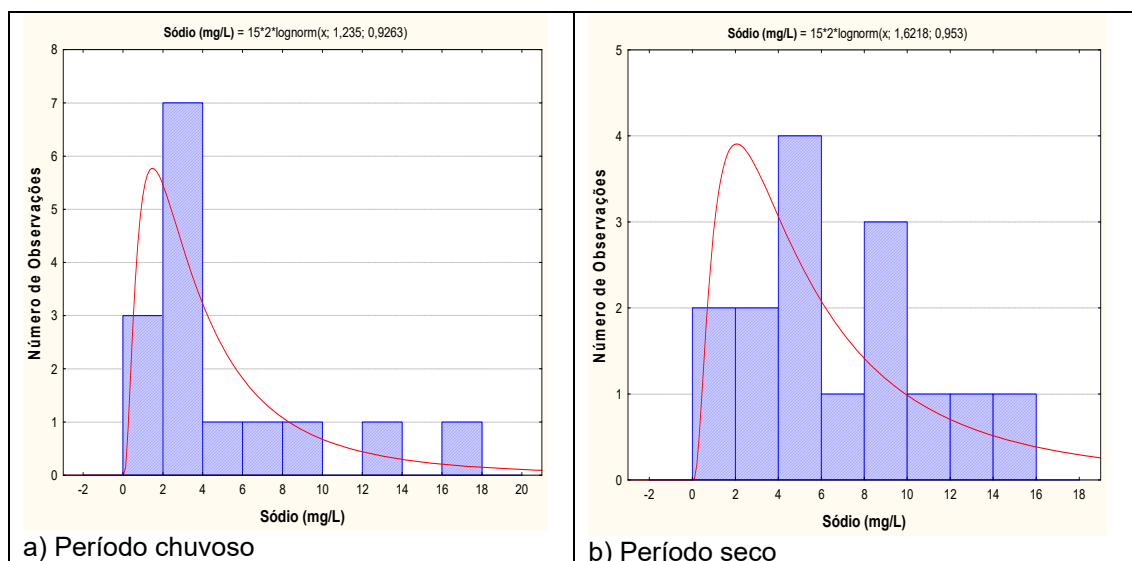 Sódio (mg/L) = 15*2*lognorm(x; 1,235; 0,9263)
8
7
6
5
4
3
2
1
0
Número de Observações
-2 0 2 4 6 8 10 12 14 16 18 20
Sódio (mg/L)
a) Período chuvoso
Sódio (mg/L) = 15*2*lognorm(x; 1,6218; 0,953)
5
4
3
2
1
0
Número de Observações
-2 0 2 4 6 8 10 12 14 16 18
Sódio (mg/L)
b) Período seco